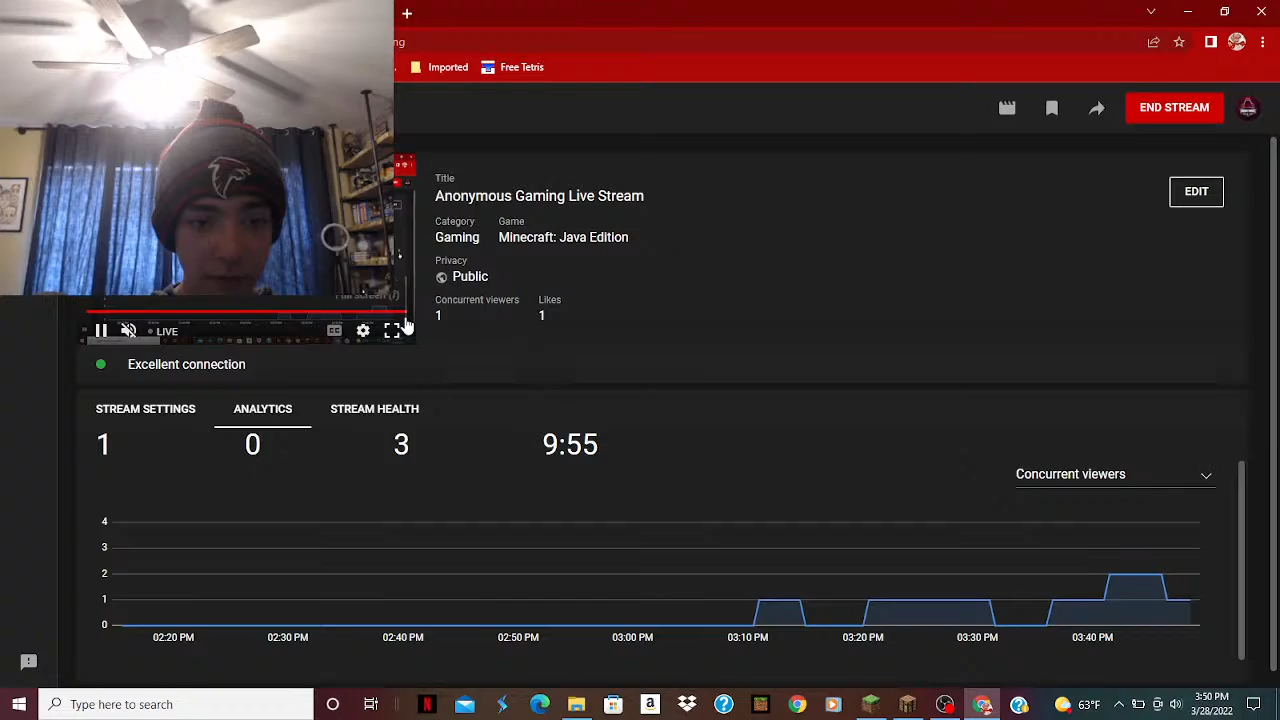 ng
Imported Free Tetris
END STREAM
Title
Anonymous Gaming Live Stream
EDIT
Category Game
Gaming Minecraft: Java Edition
Privacy
Public
Concurrent viewers Likes
1 1
Full screen (f)
LIVE
Excellent connection
STREAM SETTINGS ANALYTICS STREAM HEALTH
1 0 3 9:55
Concurrent viewers
4
3
2
1
0
02:20 PM 02:30 PM 02:40 PM 02:50 PM 03:00 PM 03:10 PM 03:20 PM 03:30 PM 03:40 PM
Type here to search
63°F
3:50 PM
3/28/2022